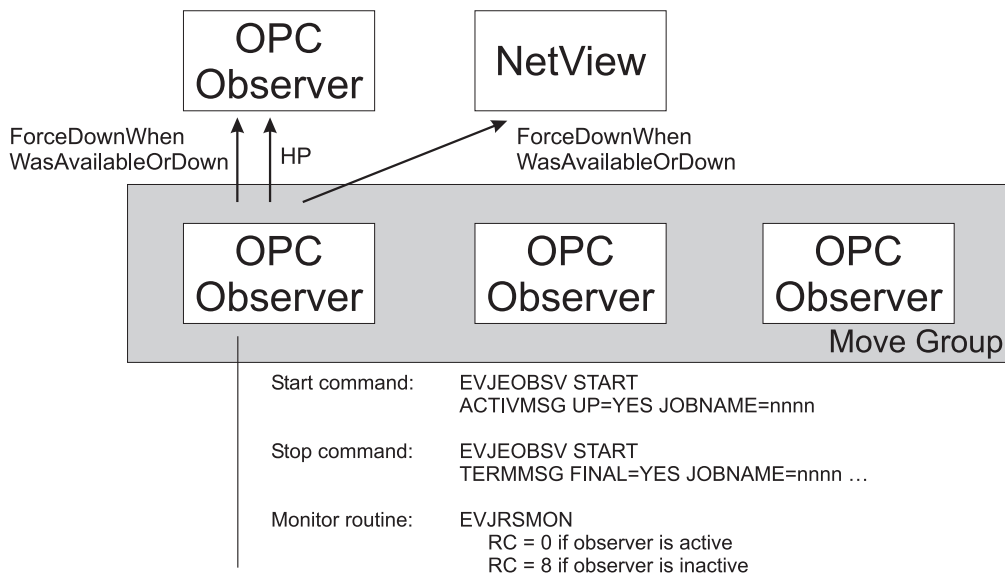 OPC
Observer
NetView
ForceDownWhen
WasAvailableOrDown
HP
ForceDownWhen
WasAvailableOrDown
OPC
Observer
OPC
Observer
OPC
Observer
Move Group
Start command: EVJEOBSV START
ACTIVMSG UP=YES JOBNAME=nnnn
Stop command: EVJEOBSV START
TERMMSG FINAL=YES JOBNAME=nnnn …
Monitor routine: EVJRSMON
RC = 0 if observer is active
RC = 8 if observer is inactive